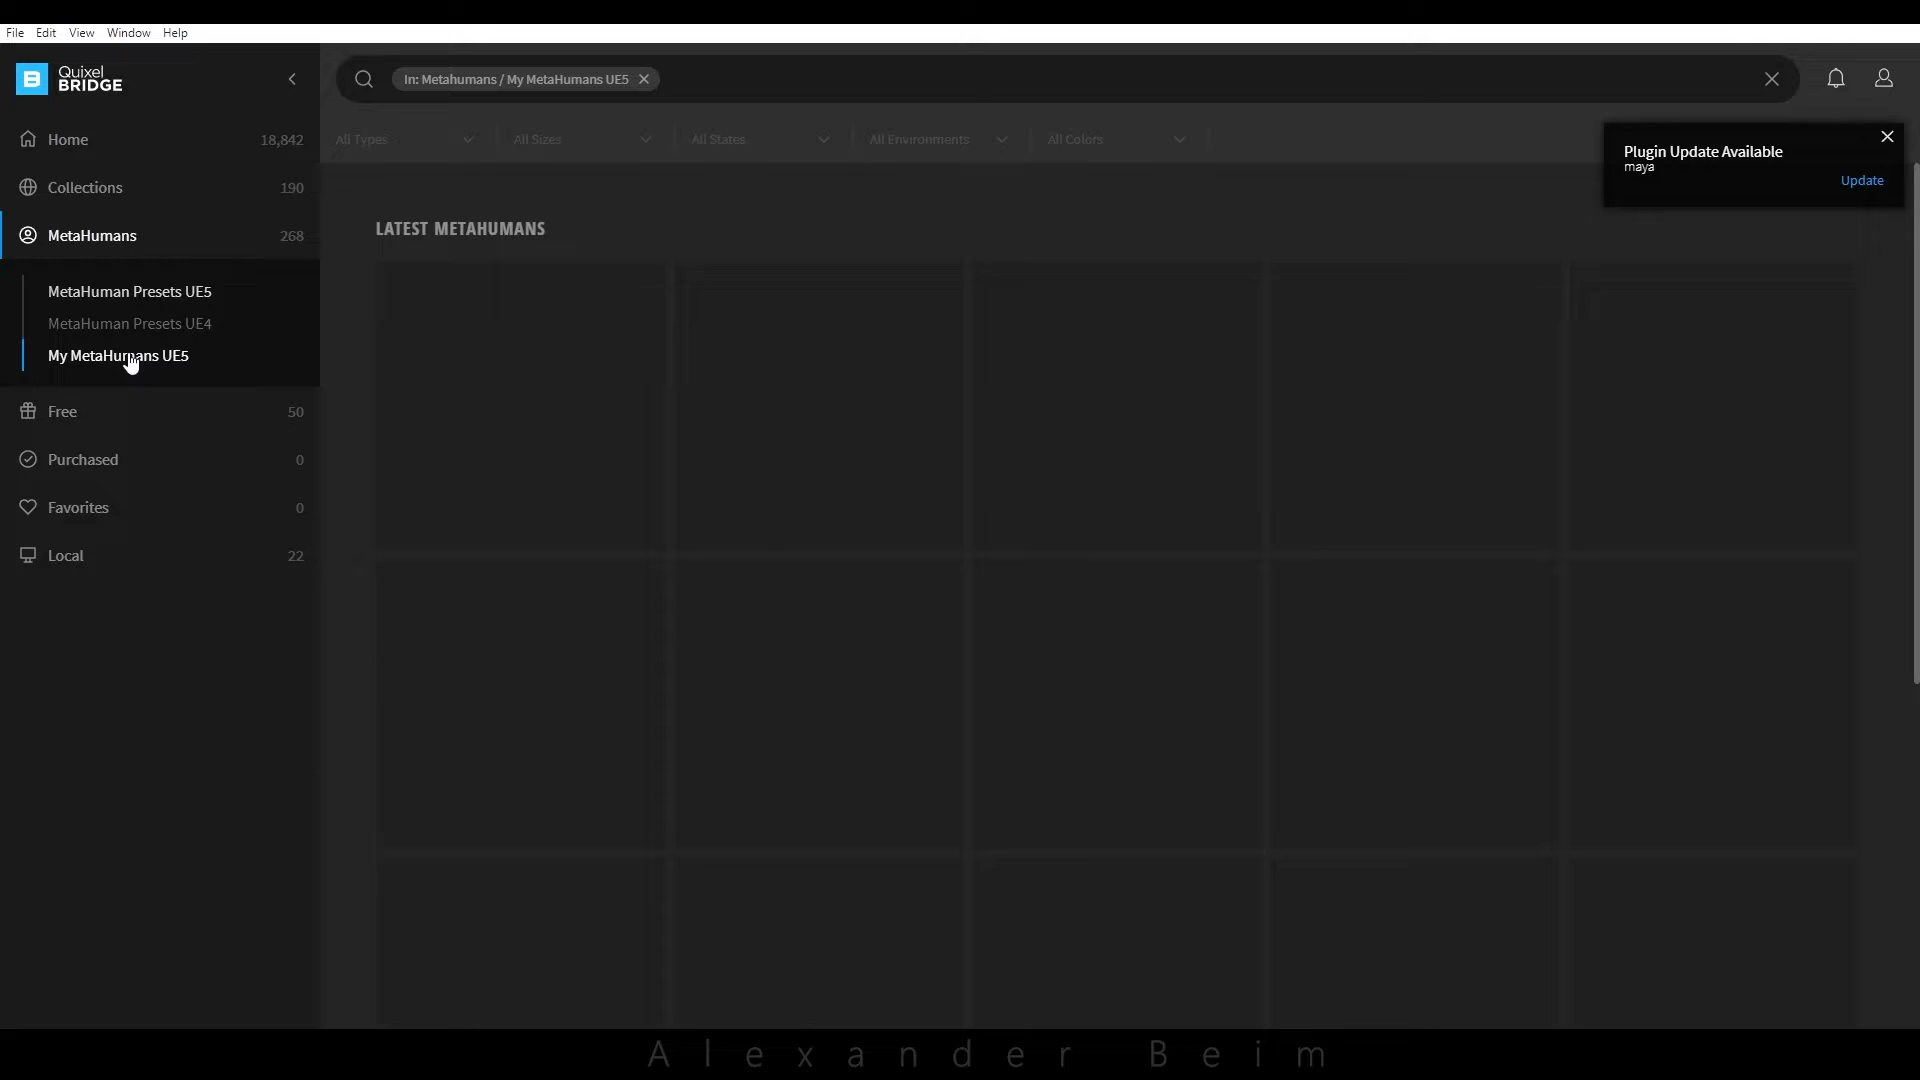 File Edit View Window Help
Quixel
BRIDGE
In: Metahumans / My MetaHumans UE5
Home 18,842
All Types All Sizes All States All Environments All Colors
Plugin Update Available
maya
Update
Collections 190
MetaHumans 268
LATEST METAHUMANS
MetaHuman Presets UE5
MetaHuman Presets UE4
My MetaHumans UE5
Free 50
Purchased 0
Favorites 0
Local 22
Alexander Beim